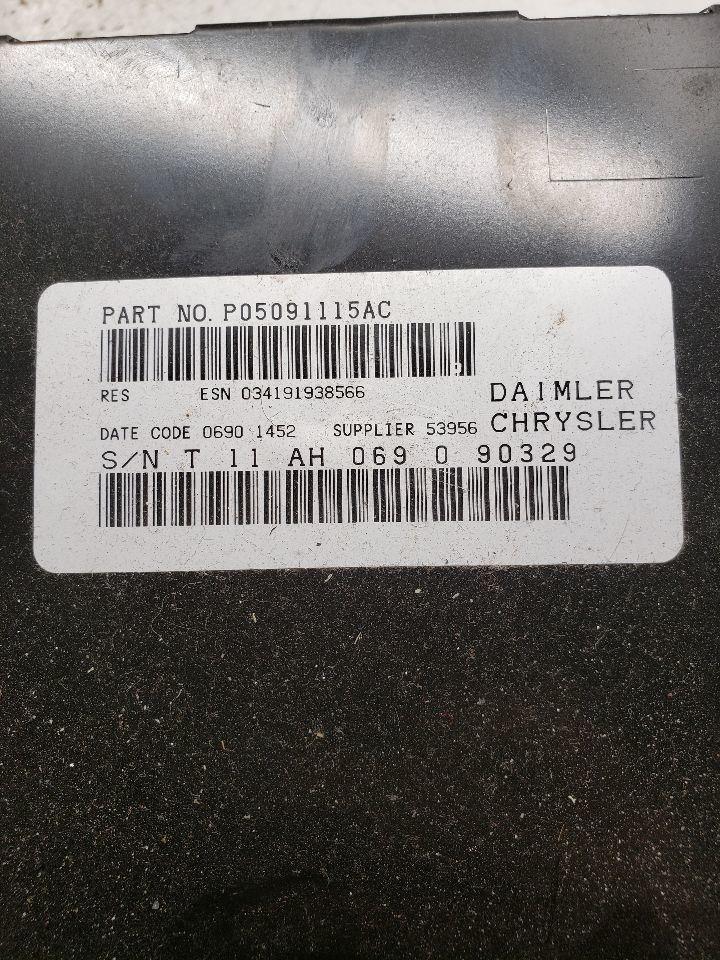 PART NO. P05091115AC
RES ESN 034191938566
DAIMLER
CHRYSLER
DATE CODE 0690 1452 SUPPLIER 53956
S/N T 11 AH 069 0 90329